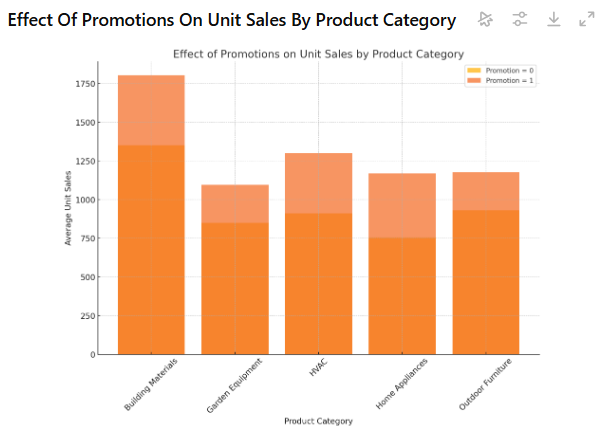 Effect Of Promotions On Unit Sales By Product Category
Effect of Promotions on Unit Sales by Product Category
Promotion = 0
Promotion = 1
1750
1500
1250
1000
750
500
250
0
Average Unit Sales
Building Materials
Garden Equipment
HVAC
Home Appliances
Outdoor Furniture
Product Category